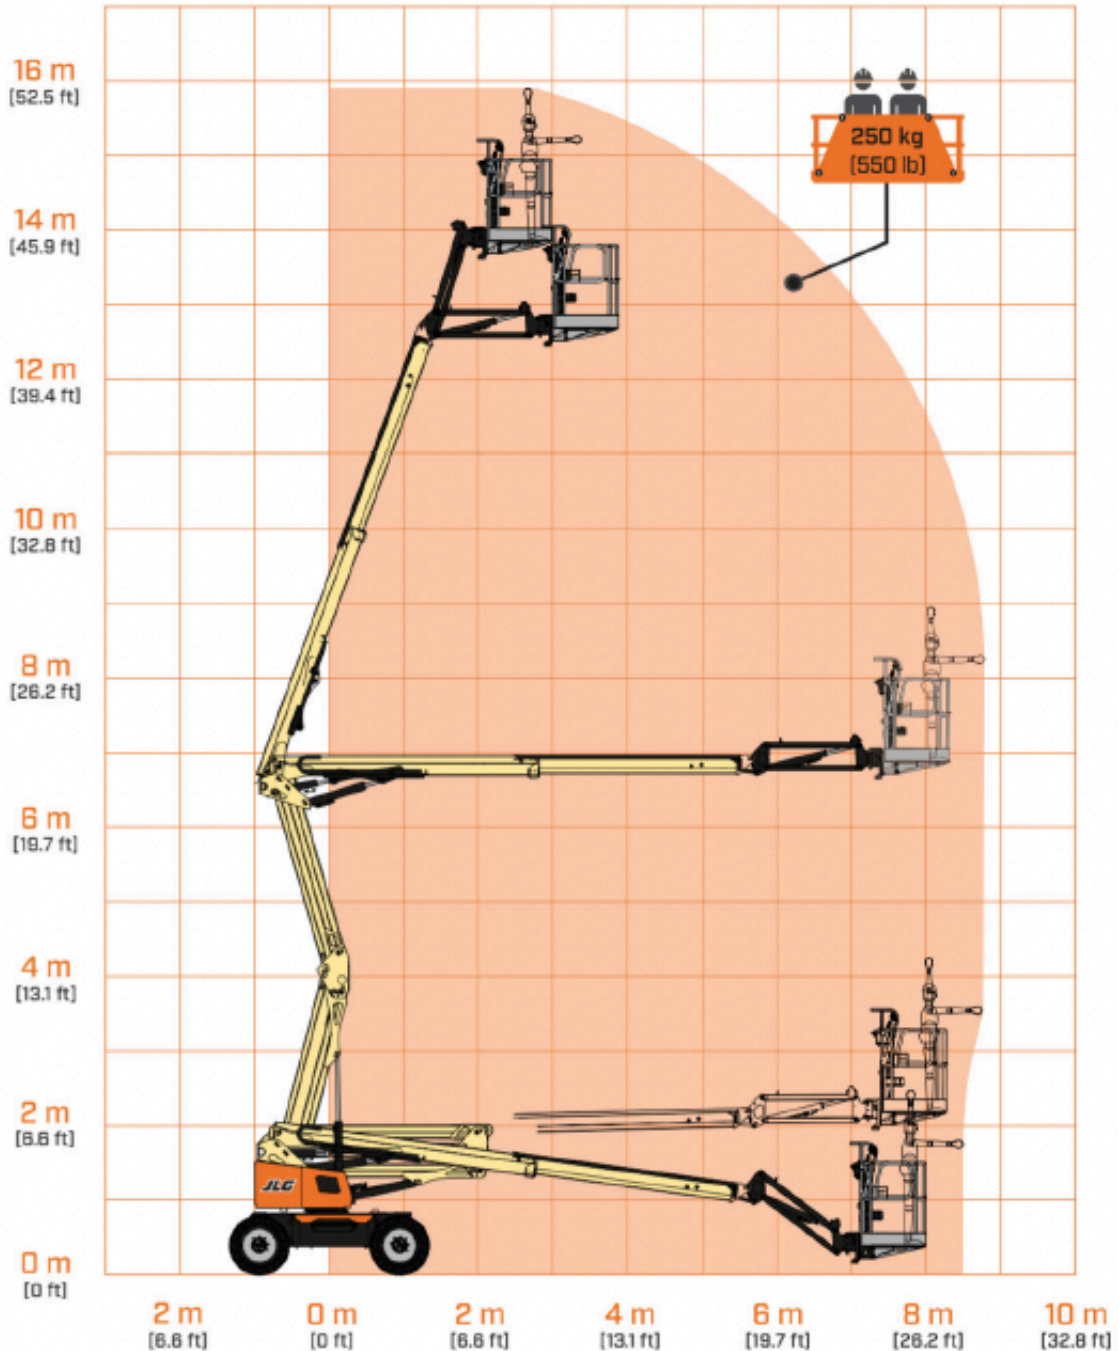 16 m
[52.5 ft]
250 kg
[550 lb]
14 m
[45.9 ft]
12 m
[39.4 ft]
10 m
[32.8 ft]
8 m
[26.2 ft]
6 m
[19.7 ft]
4 m
[13.1 ft]
2 m
[6.6 ft]
JLG
0 m
[0 ft]
2 m
[6.6 ft]
0 m
[0 ft]
2 m
[6.6 ft]
4 m
[13.1 ft]
6 m
[19.7 ft]
8 m
[26.2 ft]
10 m
[32.8 ft]